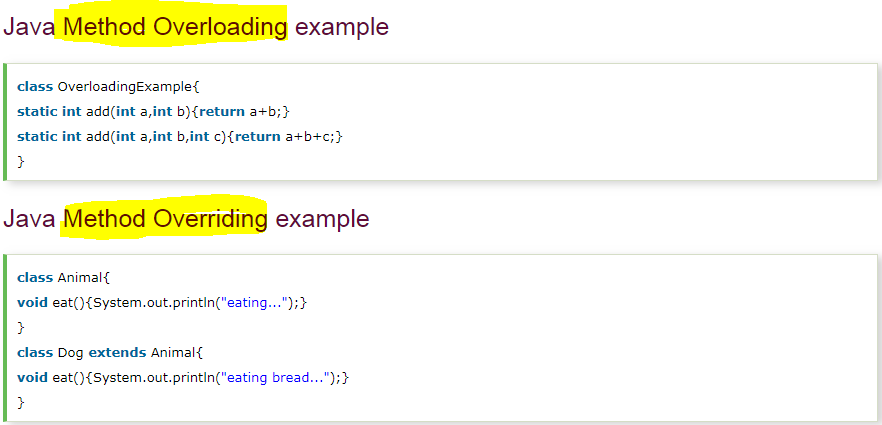 Java Method Overloading example
class OverloadingExample{
static int add(int a,int b){return a+b;}
static int add(int a,int b,int c){return a+b+c;}
}
Java Method Overriding example
class Animal{
void eat(){System.out.println("eating...");}
}
class Dog extends Animal{
void eat(){System.out.println("eating bread...");}
}